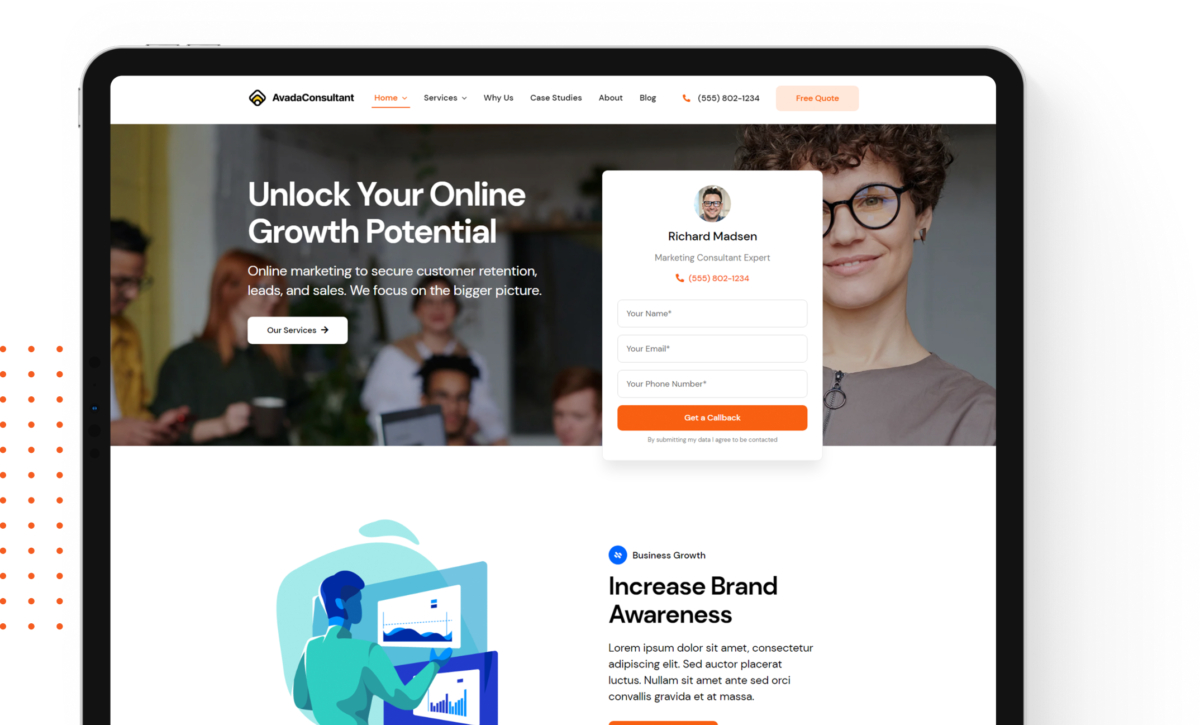 AvadaConsultant
Home
Services
Why Us
Case Studies
About
Blog
(555) 802-1234
Free Quote
Unlock Your Online
Growth Potential
Online marketing to secure customer retention,
leads, and sales. We focus on the bigger picture.
Our Services
Richard Madsen
Marketing Consultant Expert
(555) 802-1234
Your Name*
Your Email*
Your Phone Number*
Get a Callback
By submitting my data I agree to be contacted
Business Growth
Increase Brand
Awareness
Lorem ipsum dolor sit amet, consectetur
adipiscing elit. Sed auctor placerat
luctus. Nullam sit amet ante sed orci
convallis gravida et at massa.